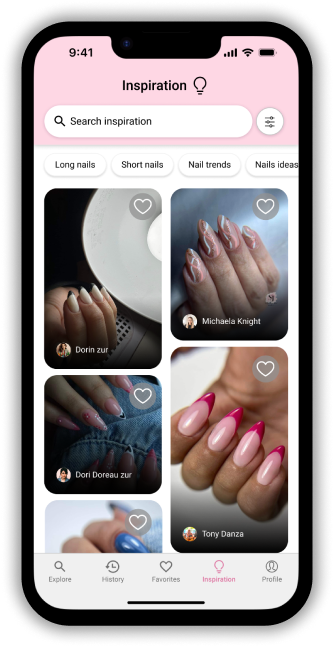 9:41
Inspiration
Search inspiration
Long nails
Short nails
Nail trends
Nails ideas
Dorin zur
Michaela Knight
Dori Doreau zur
Tony Danza
Explore
History
Favorites
Inspiration
Profile